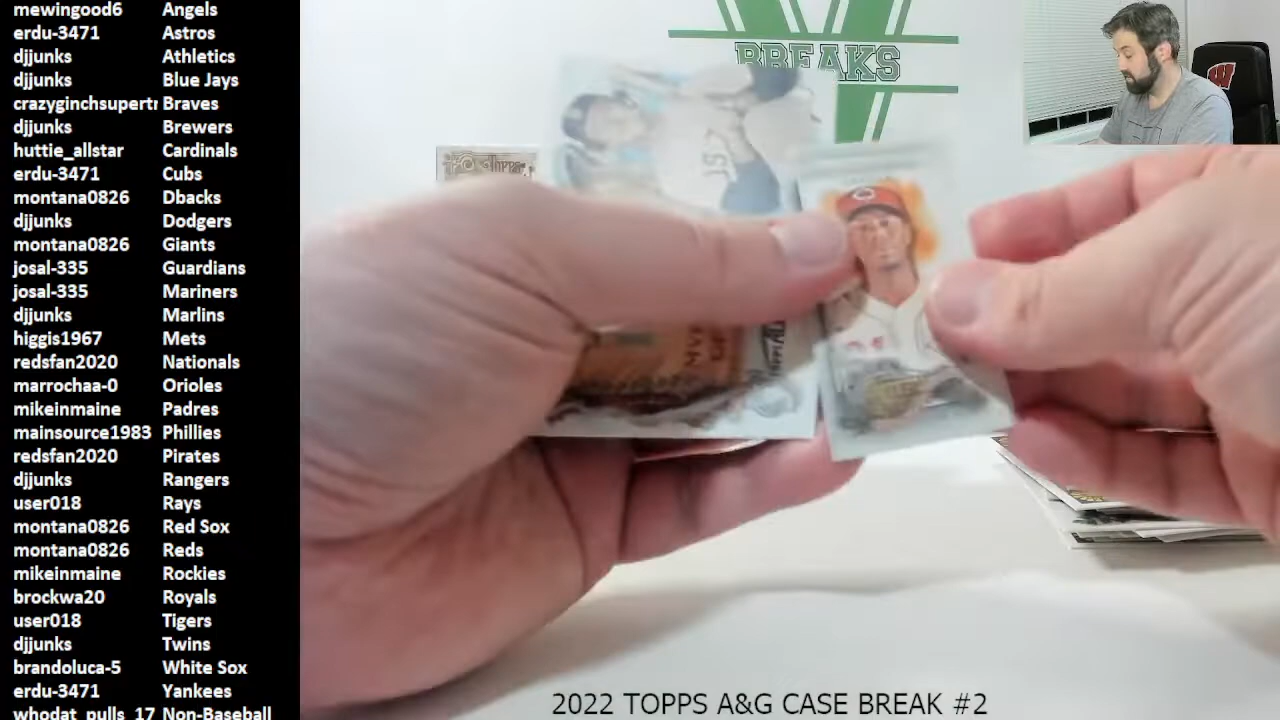 mewingood6 Angels
erdu-3471 Astros
djjunks Athletics
djjunks Blue Jays
crazyginchsupert Braves
djjunks Brewers
huttie_allstar Cardinals
erdu-3471 Cubs
montana0826 Dbacks
djjunks Dodgers
montana0826 Giants
josal-335 Guardians
josal-335 Mariners
djjunks Marlins
higgis1967 Mets
redsfan2020 Nationals
marrochaa-0 Orioles
mikeinmaine Padres
mainsource1983 Phillies
redsfan2020 Pirates
djjunks Rangers
user018 Rays
montana0826 Red Sox
montana0826 Reds
mikeinmaine Rockies
brockwa20 Royals
user018 Tigers
djjunks Twins
brandoluca-5 White Sox
erdu-3471 Yankees
whodat_pulls_17 Non-Baseball
BREAKS
TOPPS
W
2022 TOPPS A&G CASE BREAK #2